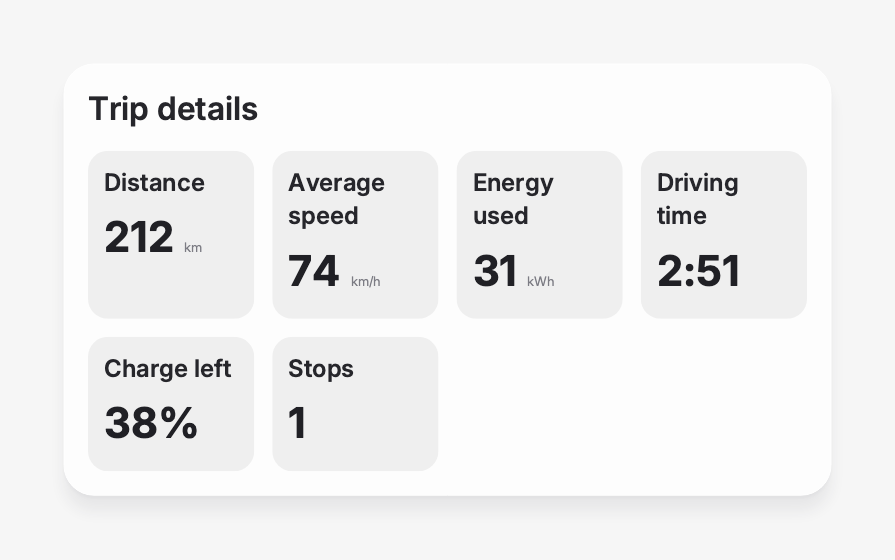 Trip details
Distance
212 km
Average
speed
74 km/h
Energy
used
31 kWh
Driving
time
2:51
Charge left
38%
Stops
1